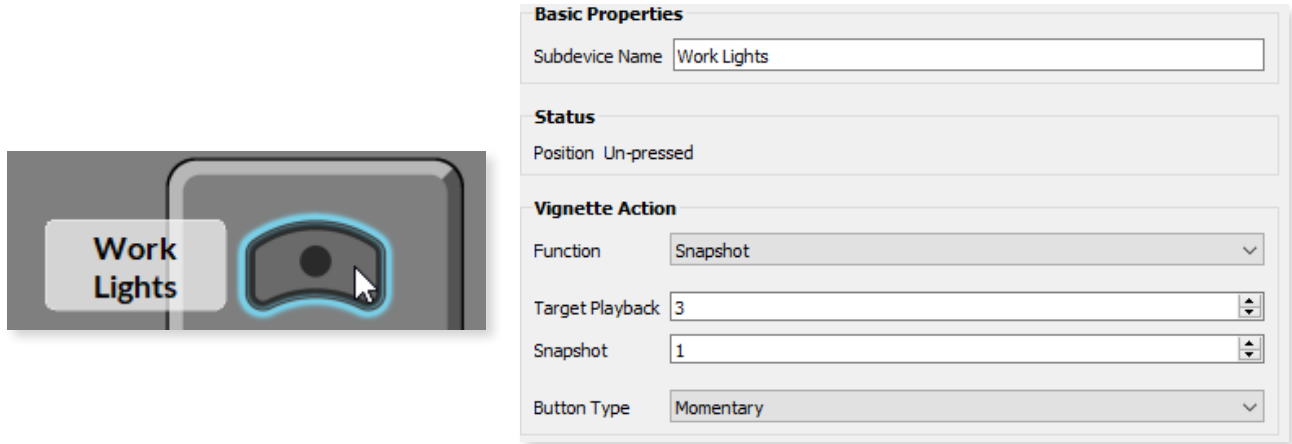 Work
Lights
Basic Properties
Subdevice Name Work Lights
Status
Position Un-pressed
Vignette Action
Function Snapshot
Target Playback 3
Snapshot 1
Button Type Momentary